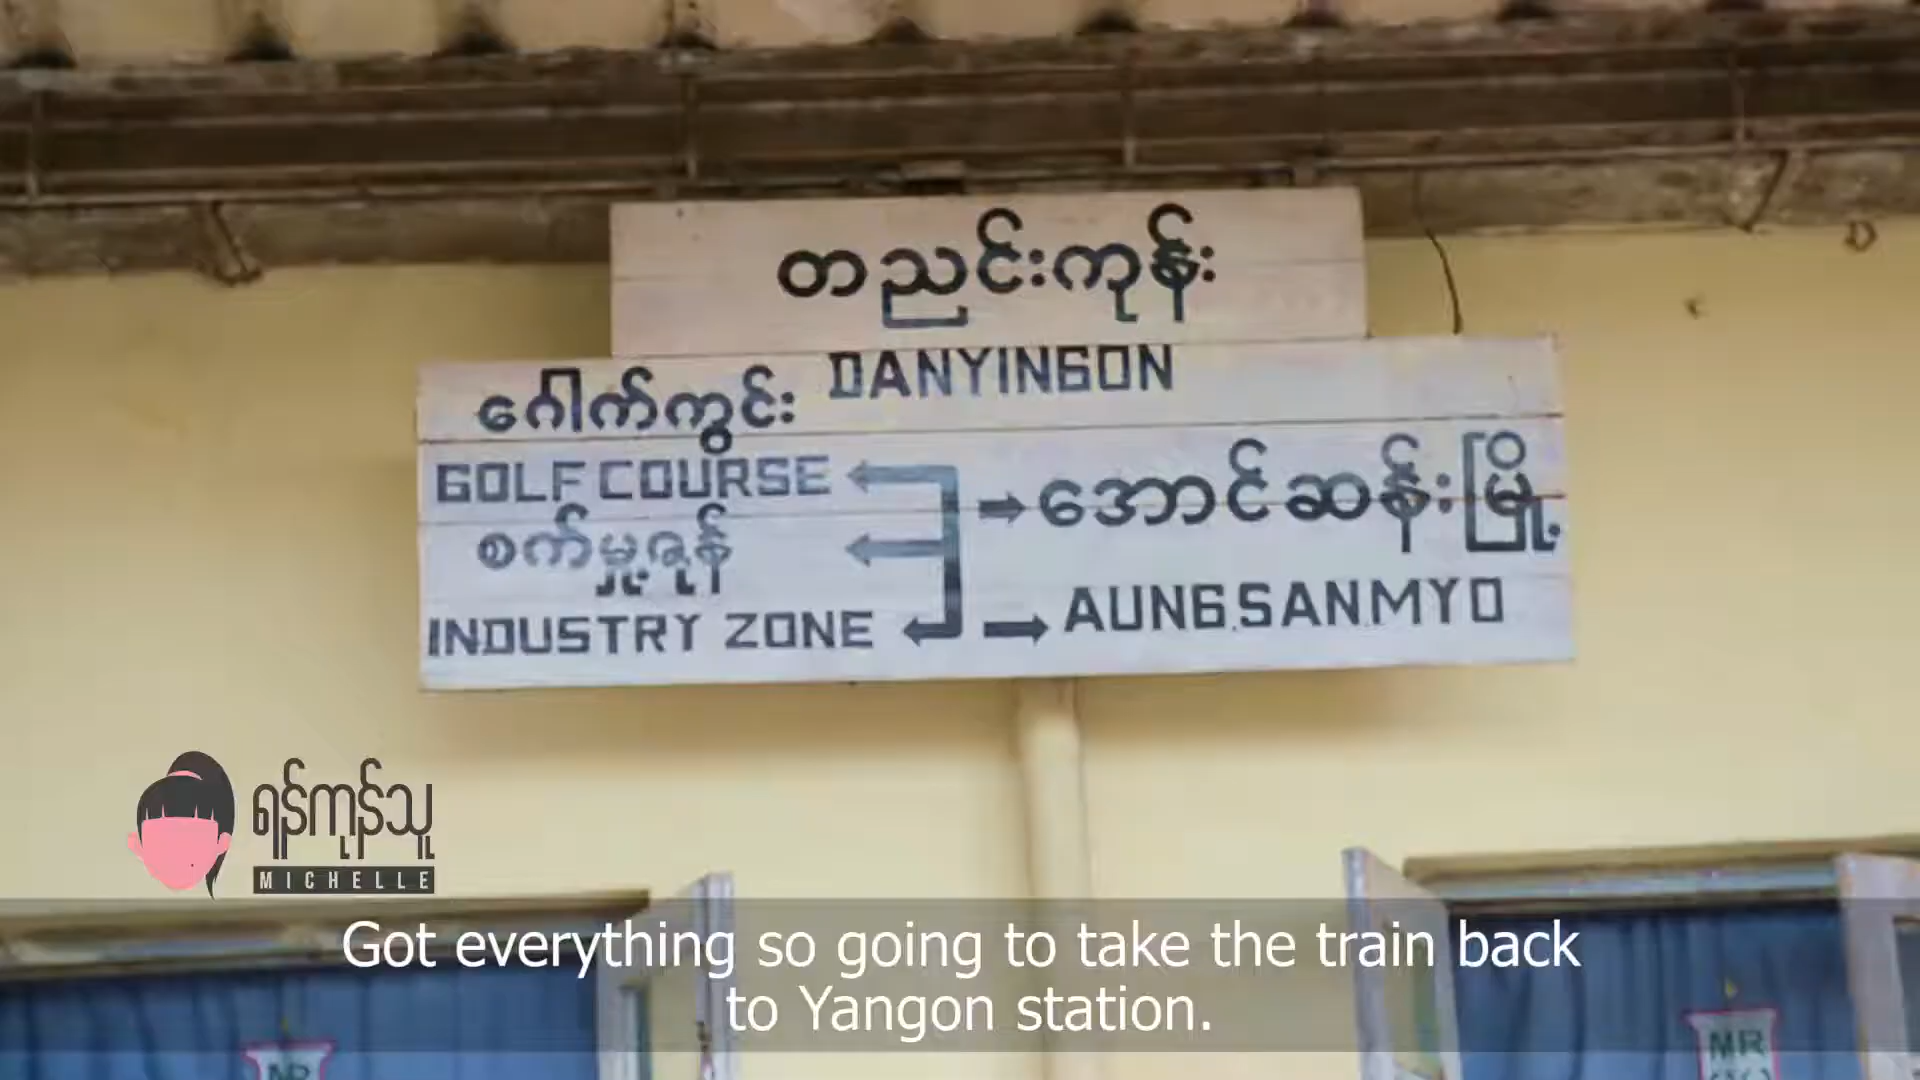 တညင်းကုန်း
DANYINGON
ဂေါက်ကွင်း
GOLF COURSE
စက်မှု့ဇုန်
INDUSTRY ZONE
အောင်ဆန်းမြို့
AUNG.SAN.MYO
ရန်ကုန်သူ
MICHELLE
Got everything so going to take the train back
to Yangon station.
MR
MR